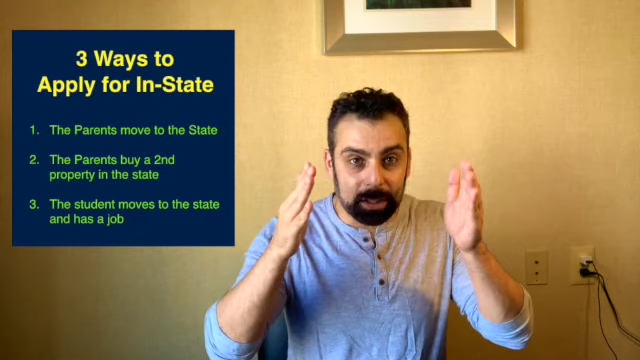 3 Ways to
Apply for In-State
1. The Parents move to the State
2. The Parents buy a 2nd
property in the state
3. The student moves to the state
and has a job